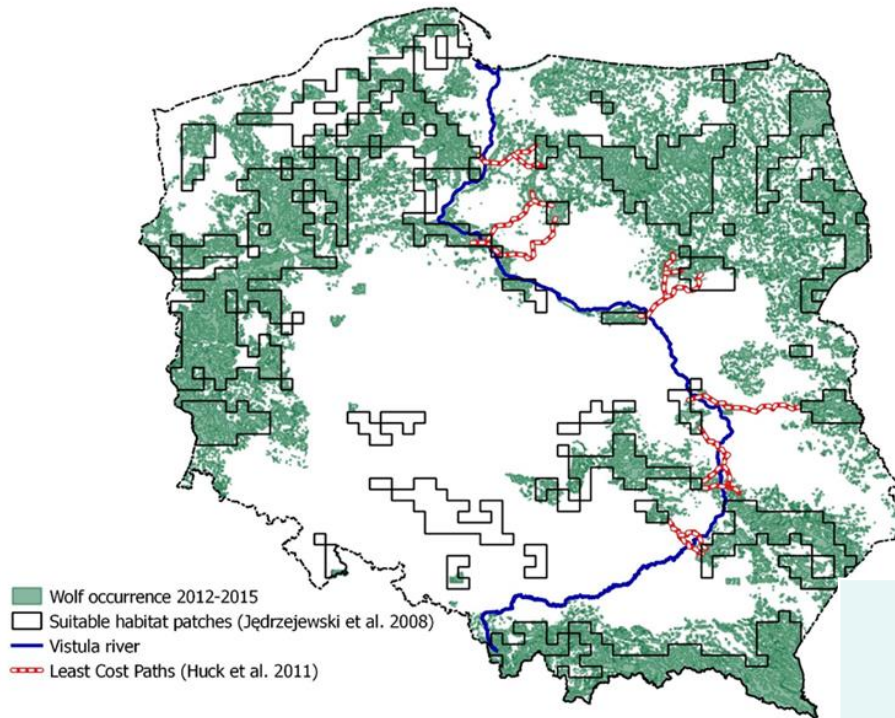 Wolf occurrence 2012-2015
Suitable habitat patches (Jędrzejewski et al. 2008)
Vistula river
Least Cost Paths (Huck et al. 2011)